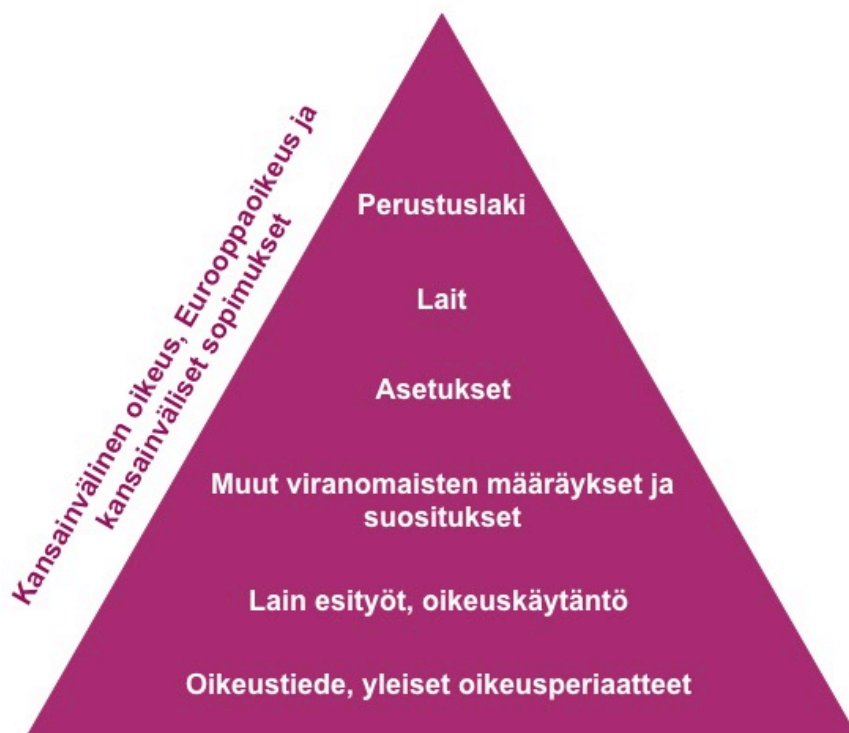 Kansainvälinen oikeus, Eurooppaoikeus ja
kansainväliset sopimukset
Perustuslaki
Lait
Asetukset
Muut viranomaisten määräykset ja
suositukset
Lain esityöt, oikeuskäytäntö
Oikeustiede, yleiset oikeusperiaatteet